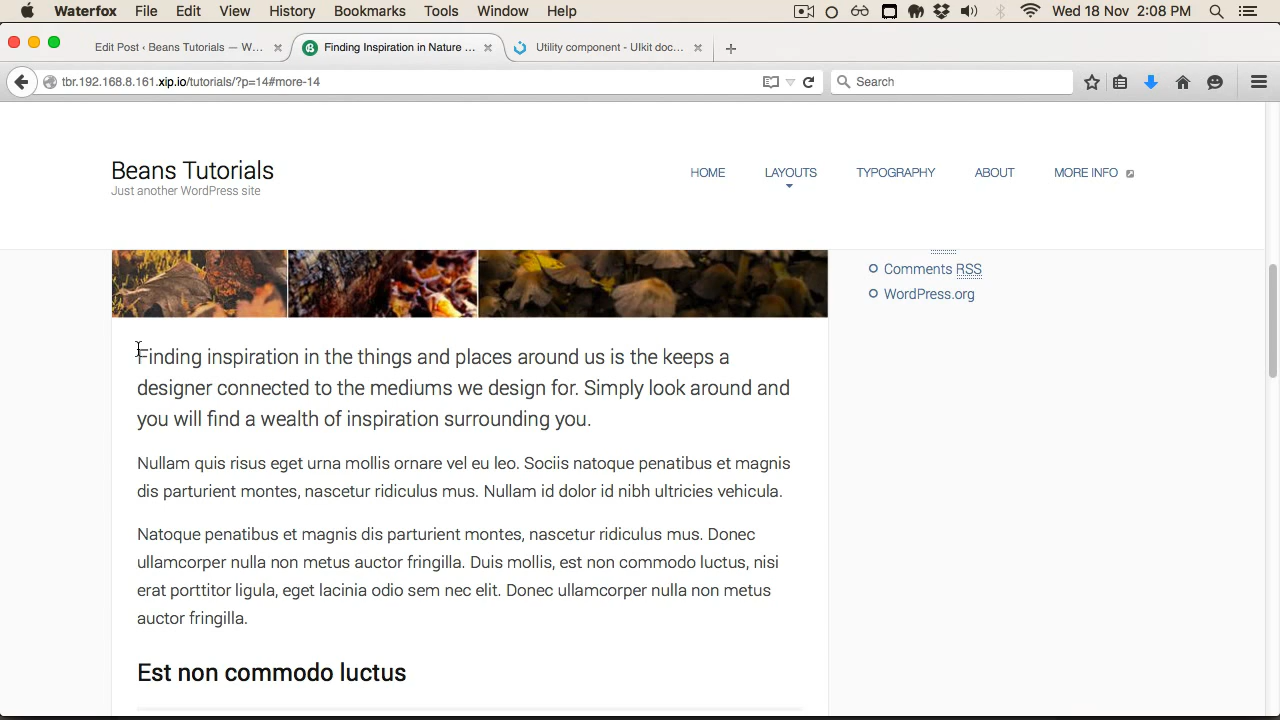 Waterfox File Edit View History Bookmarks Tools Window Help Wed 18 Nov 2:08 PM
Edit Post ‹ Beans Tutorials — W... Finding Inspiration in Nature ... Utility component - UIkit doc...
tbr.192.168.8.161.xip.io/tutorials/?p=14#more-14 Search
Beans Tutorials
Just another WordPress site
HOME LAYOUTS TYPOGRAPHY ABOUT MORE INFO
Comments RSS
WordPress.org
Finding inspiration in the things and places around us is the keeps a
designer connected to the mediums we design for. Simply look around and
you will find a wealth of inspiration surrounding you.
Nullam quis risus eget urna mollis ornare vel eu leo. Sociis natoque penatibus et magnis
dis parturient montes, nascetur ridiculus mus. Nullam id dolor id nibh ultricies vehicula.
Natoque penatibus et magnis dis parturient montes, nascetur ridiculus mus. Donec
ullamcorper nulla non metus auctor fringilla. Duis mollis, est non commodo luctus, nisi
erat porttitor ligula, eget lacinia odio sem nec elit. Donec ullamcorper nulla non metus
auctor fringilla.
Est non commodo luctus